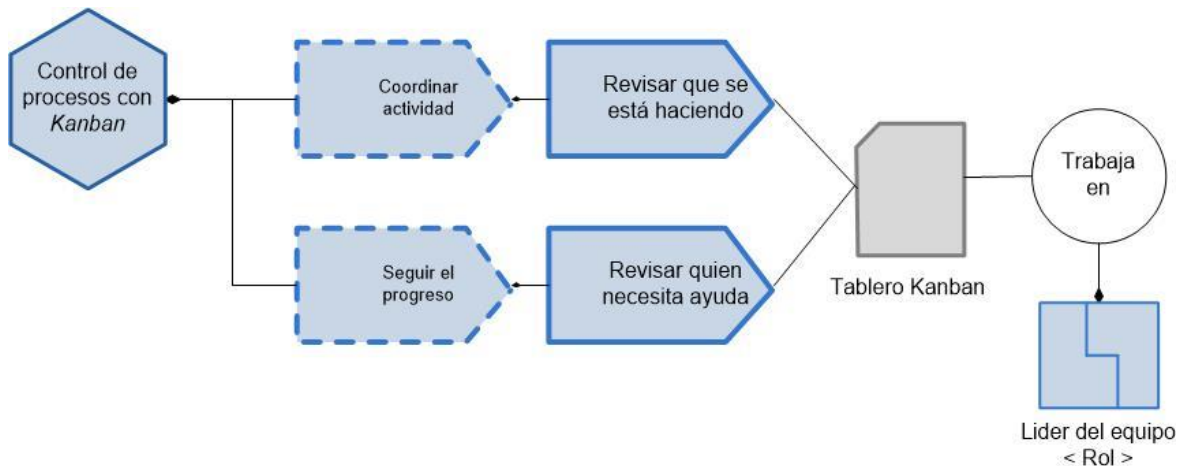 Control de
procesos con
Kanban
Coordinar
actividad
Revisar que se
está haciendo
Trabaja
en
Seguir el
progreso
Revisar quien
necesita ayuda
Tablero Kanban
Lider del equipo
< Rol >